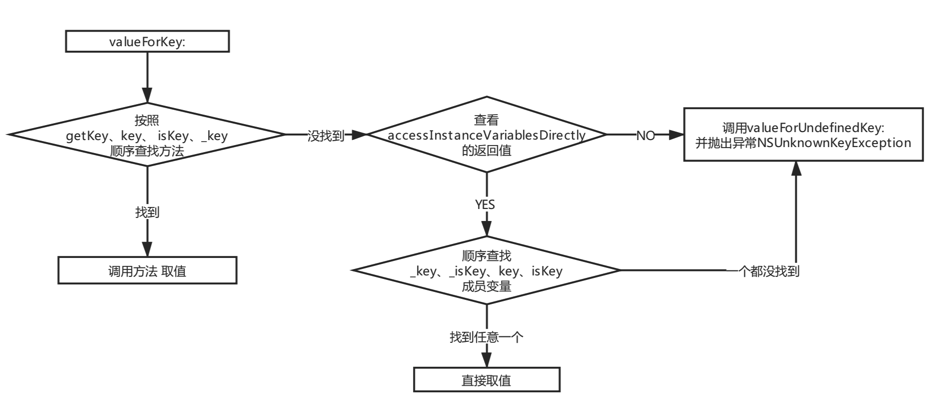 valueForKey:
按照
getKey、key、 isKey、_key
顺序查找方法
没找到
查看
accessInstanceVariablesDirectly
的返回值
NO
调用valueForUndefinedKey:
并抛出异常NSUnknownKeyException
找到
YES
调用方法 取值
顺序查找
_key、_isKey、key、isKey
成员变量
一个都没找到
找到任意一个
直接取值